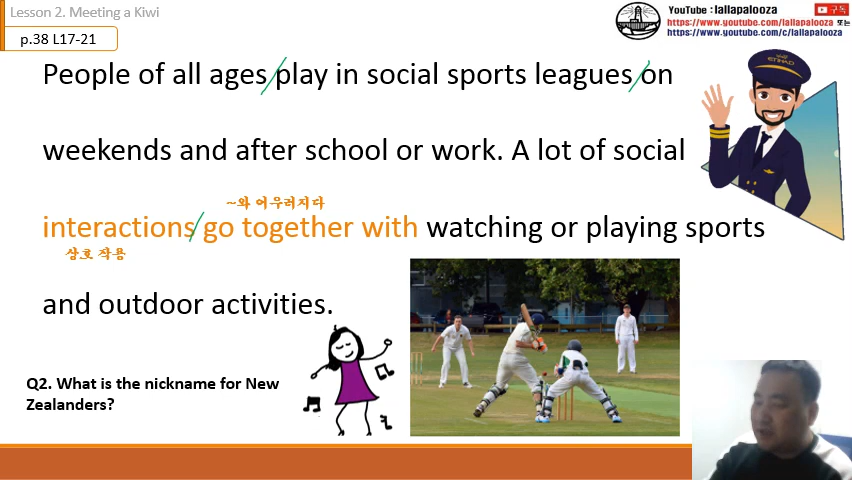 Lesson 2. Meeting a Kiwi
p.38 L17-21
YouTube : lallapalooza
구독
https://www.youtube.com/lallapalooza 또는
https://www.youtube.com/c/lallapalooza
ETIHAD
People of all ages play in social sports leagues on
weekends and after school or work. A lot of social
~와 어우러지다
interactions go together with watching or playing sports
상호 작용
and outdoor activities.
Q2. What is the nickname for New
Zealanders?